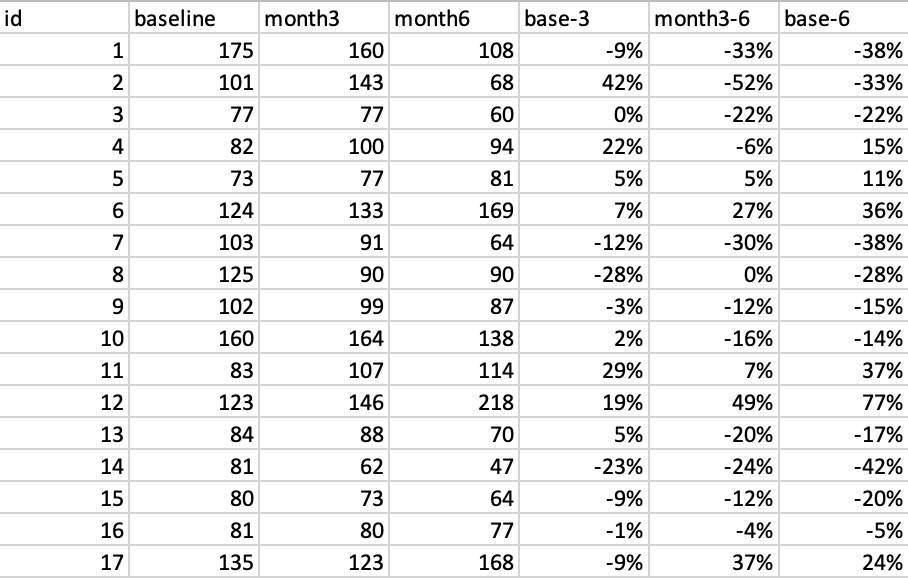 id baseline month3 month6 base-3 month3-6 base-6
1 175 160 108 -9% -33% -38%
2 101 143 68 42% -52% -33%
3 77 77 60 0% -22% -22%
4 82 100 94 22% -6% 15%
5 73 77 81 5% 5% 11%
6 124 133 169 7% 27% 36%
7 103 91 64 -12% -30% -38%
8 125 90 90 -28% 0% -28%
9 102 99 87 -3% -12% -15%
10 160 164 138 2% -16% -14%
11 83 107 114 29% 7% 37%
12 123 146 218 19% 49% 77%
13 84 88 70 5% -20% -17%
14 81 62 47 -23% -24% -42%
15 80 73 64 -9% -12% -20%
16 81 80 77 -1% -4% -5%
17 135 123 168 -9% 37% 24%